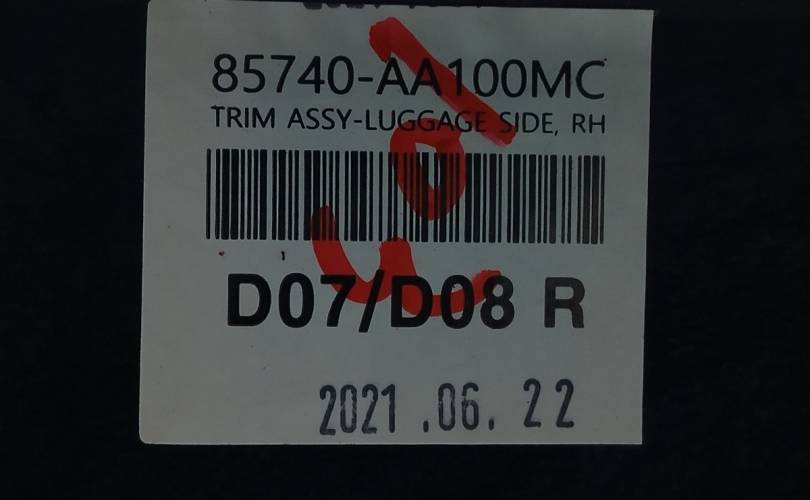 85740-AA100MC
TRIM ASSY-LUGGAGE SIDE, RH
D07/D08 R
2021.06.22